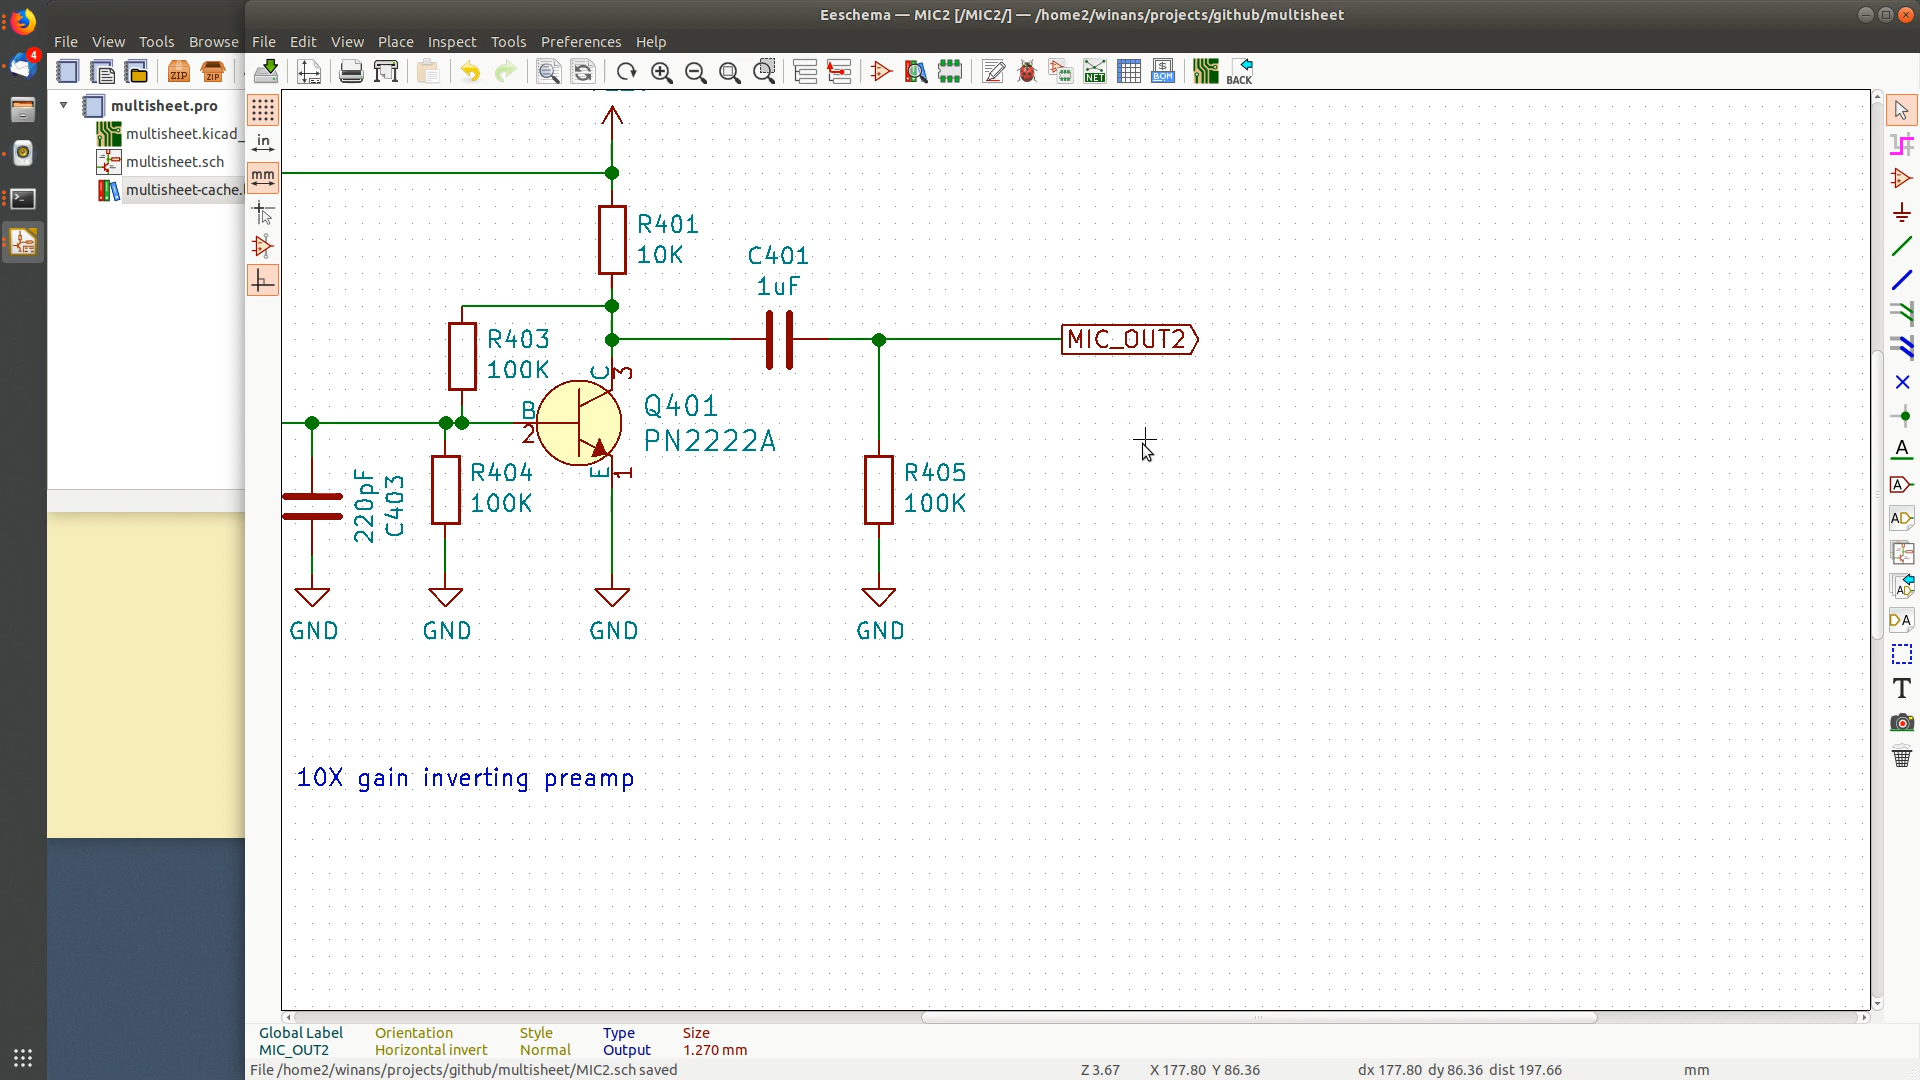 Eeschema — MIC2 [/MIC2/] — /home2/winans/projects/github/multisheet
File View Tools Browse
File Edit View Place Inspect Tools Preferences Help
4
ZIP
ZIP
NET
BOM
BACK
multisheet.pro
multisheet.kicad_
multisheet.sch
multisheet-cache.
in
mm
R401
10K
C401
1uF
R403
100K
MIC_OUT2
C
3
B
2
Q401
PN2222A
E
1
220pF
C403
R404
100K
R405
100K
GND
GND
GND
GND
10X gain inverting preamp
A
A
A
A
A
T
Global Label Orientation Style Type Size
MIC_OUT2 Horizontal invert Normal Output 1.270 mm
File /home2/winans/projects/github/multisheet/MIC2.sch saved
Z 3.67 X 177.80 Y 86.36 dx 177.80 dy 86.36 dist 197.66 mm